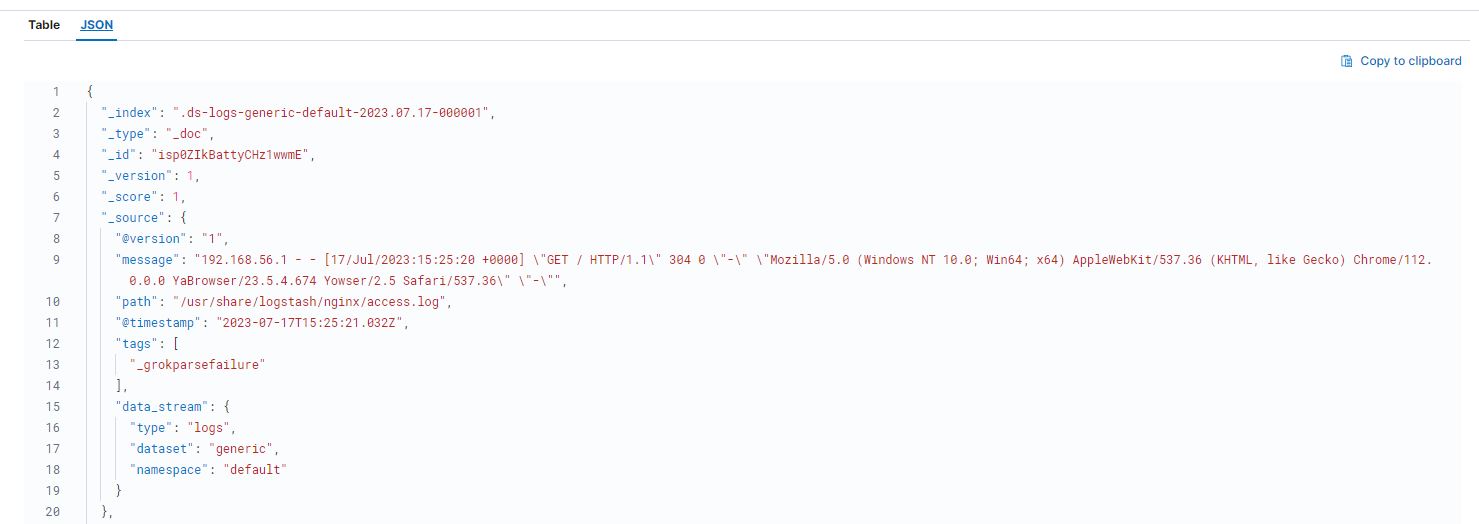 Table JSON
Copy to clipboard
1 {
2 "_index": ".ds-logs-generic-default-2023.07.17-000001",
3 "_type": "_doc",
4 "_id": "isp0ZIkBattyCHz1wwmE",
5 "_version": 1,
6 "_score": 1,
7 "_source": {
8 "@version": "1",
9 "message": "192.168.56.1 - - [17/Jul/2023:15:25:20 +0000] \"GET / HTTP/1.1\" 304 0 \"-\" \"Mozilla/5.0 (Windows NT 10.0; Win64; x64) AppleWebKit/537.36 (KHTML, like Gecko) Chrome/112.
0.0.0 YaBrowser/23.5.4.674 Yowser/2.5 Safari/537.36\" \"-\"",
10 "path": "/usr/share/logstash/nginx/access.log",
11 "@timestamp": "2023-07-17T15:25:21.032Z",
12 "tags": [
13 "_grokparsefailure"
14 ],
15 "data_stream": {
16 "type": "logs",
17 "dataset": "generic",
18 "namespace": "default"
19 }
20 },